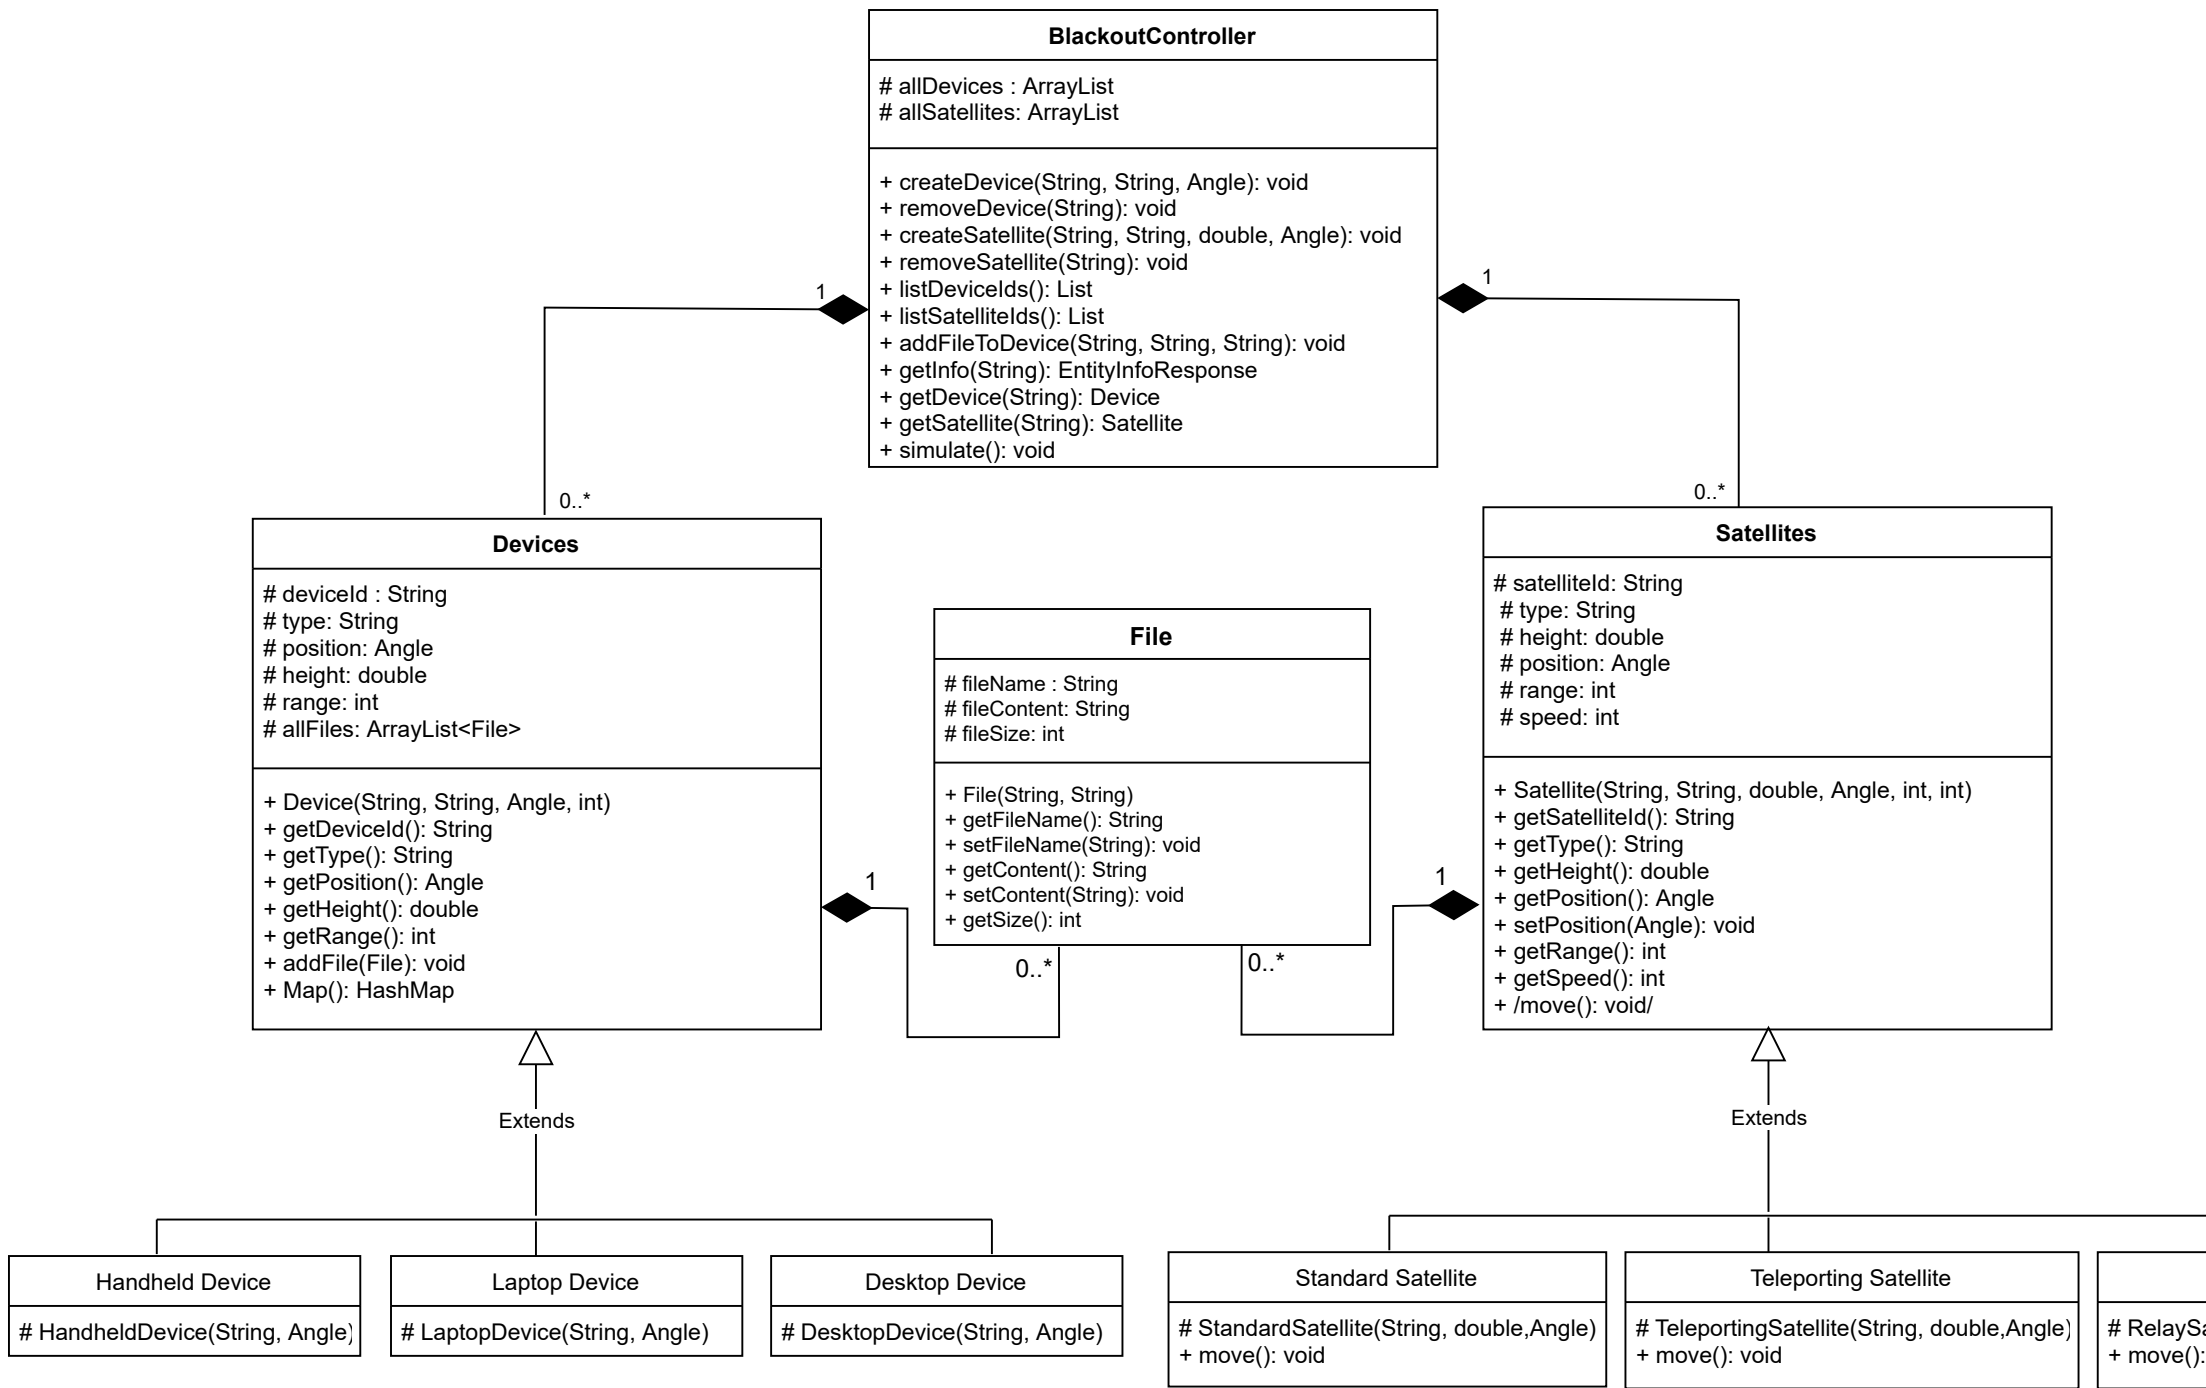 BlackoutController
# allDevices : ArrayList
# allSatellites: ArrayList
+ createDevice(String, String, Angle): void
+ removeDevice(String): void
+ createSatellite(String, String, double, Angle): void
+ removeSatellite(String): void
+ listDeviceIds(): List
+ listSatelliteIds(): List
+ addFileToDevice(String, String, String): void
+ getInfo(String): EntityInfoResponse
+ getDevice(String): Device
+ getSatellite(String): Satellite
+ simulate(): void
1
1
0..*
0..*
Devices
# deviceId : String
# type: String
# position: Angle
# height: double
# range: int
# allFiles: ArrayList<File>
+ Device(String, String, Angle, int)
+ getDeviceId(): String
+ getType(): String
+ getPosition(): Angle
+ getHeight(): double
+ getRange(): int
+ addFile(File): void
+ Map(): HashMap
1
0..*
File
# fileName : String
# fileContent: String
# fileSize: int
+ File(String, String)
+ getFileName(): String
+ setFileName(String): void
+ getContent(): String
+ setContent(String): void
+ getSize(): int
0..*
1
Satellites
# satelliteId: String
# type: String
# height: double
# position: Angle
# range: int
# speed: int
+ Satellite(String, String, double, Angle, int, int)
+ getSatelliteId(): String
+ getType(): String
+ getHeight(): double
+ getPosition(): Angle
+ setPosition(Angle): void
+ getRange(): int
+ getSpeed(): int
+ /move(): void/
Extends
Extends
Handheld Device
# HandheldDevice(String, Angle)
Laptop Device
# LaptopDevice(String, Angle)
Desktop Device
# DesktopDevice(String, Angle)
Standard Satellite
# StandardSatellite(String, double,Angle)
+ move(): void
Teleporting Satellite
# TeleportingSatellite(String, double,Angle)
+ move(): void
#
+ move():